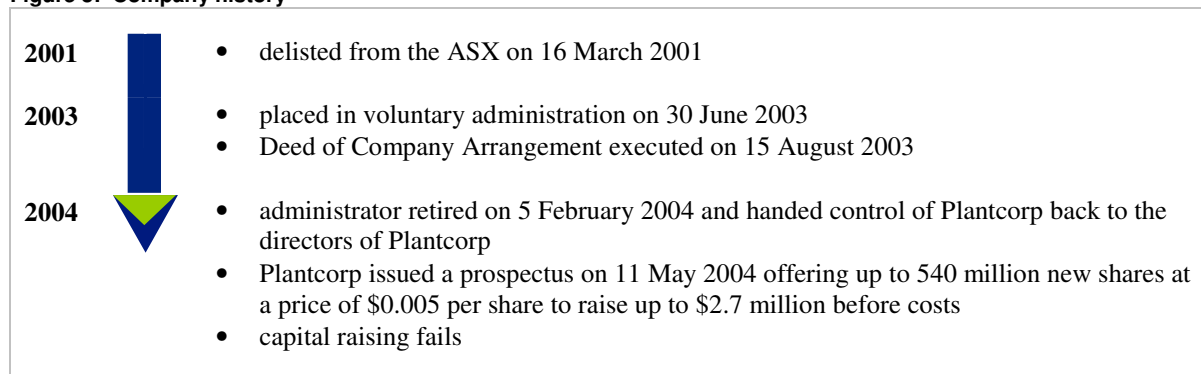 2001 • delisted from the ASX on 16 March 2001
2003 • placed in voluntary administration on 30 June 2003
• Deed of Company Arrangement executed on 15 August 2003
2004 • administrator retired on 5 February 2004 and handed control of Plantcorp back to the
directors of Plantcorp
• Plantcorp issued a prospectus on 11 May 2004 offering up to 540 million new shares at
a price of $0.005 per share to raise up to $2.7 million before costs
• capital raising fails